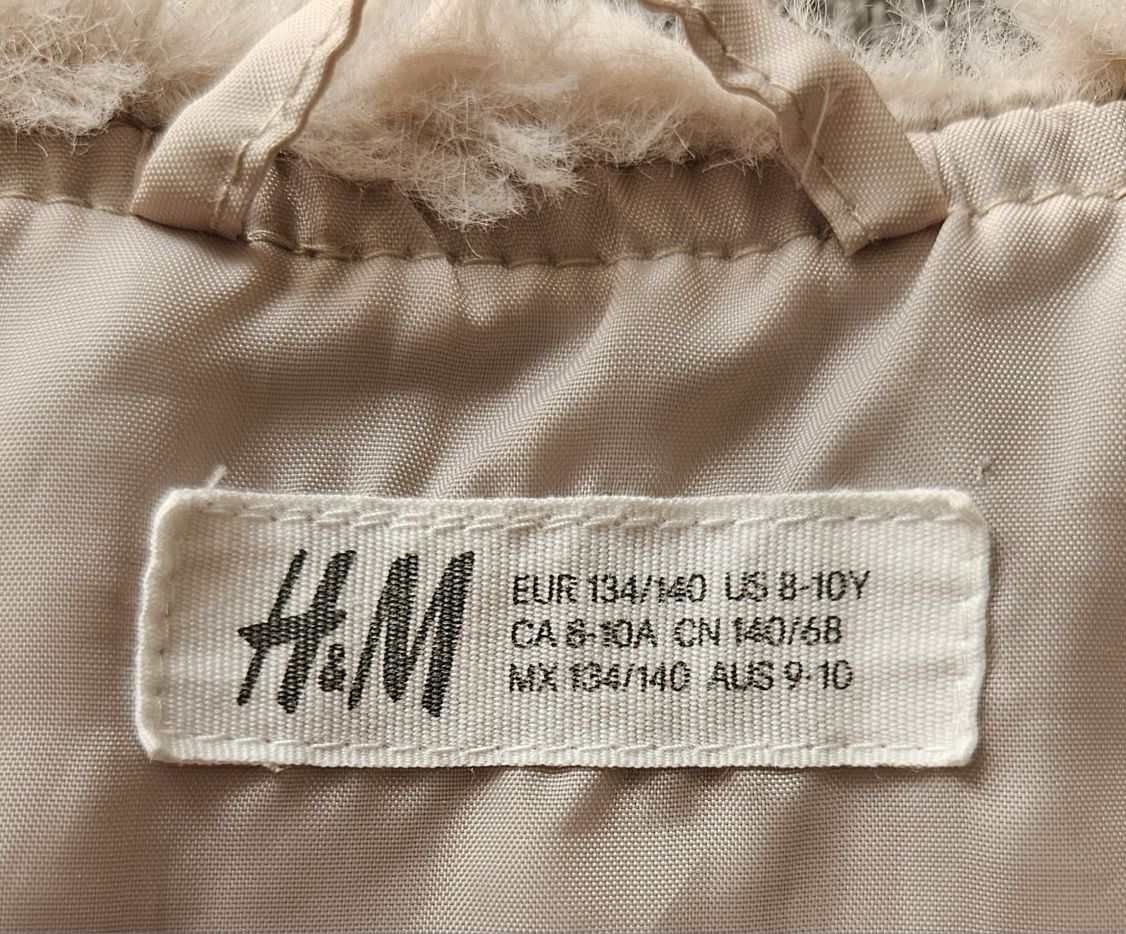 H&M
EUR 134/140 US 8-10Y
CA 8-10A CN 140/68
MX 134/140 AUS 9-10